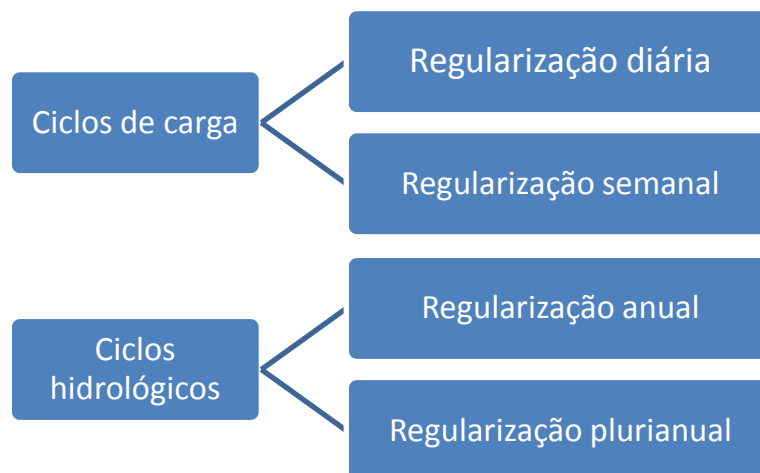 Ciclos de carga
Regularização diária
Regularização semanal
Ciclos
hidrológicos
Regularização anual
Regularização plurianual